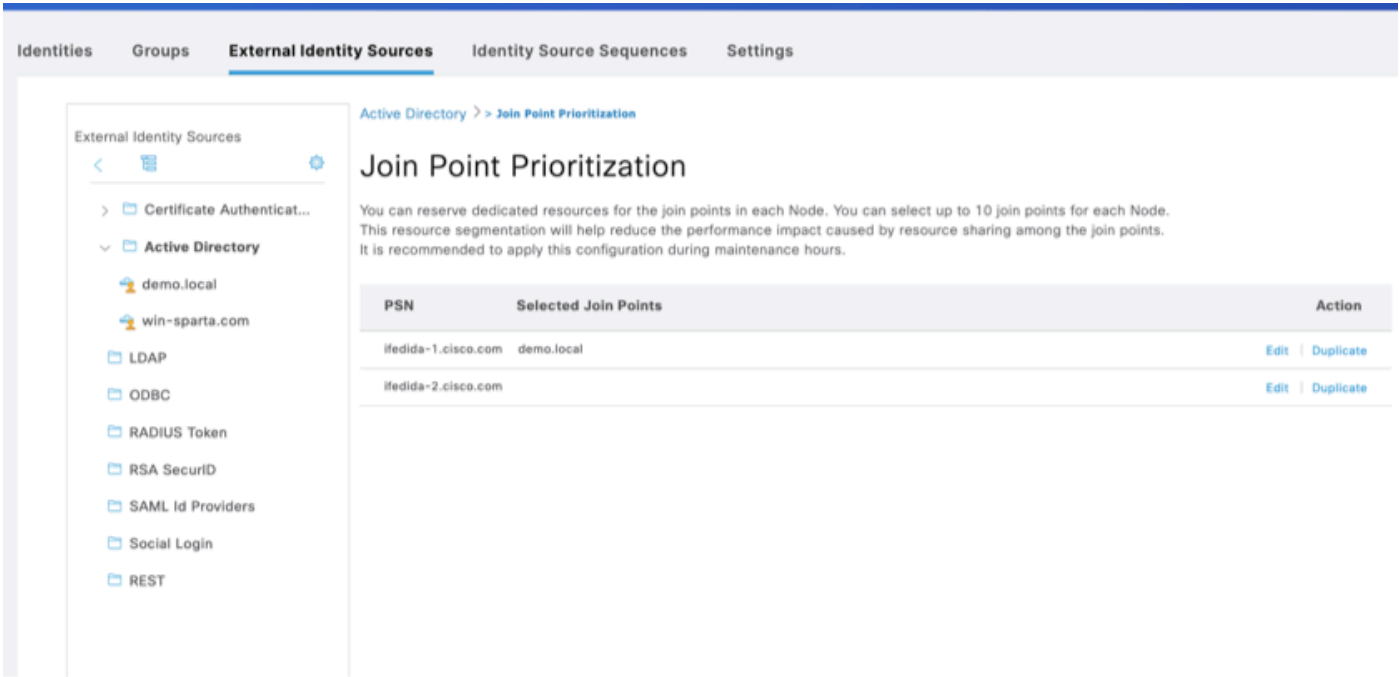 Identities Groups External Identity Sources Identity Source Sequences Settings
External Identity Sources
Certificate Authenticat...
Active Directory
demo.local
win-sparta.com
LDAP
ODBC
RADIUS Token
RSA SecurID
SAML Id Providers
Social Login
REST
Active Directory > > Join Point Prioritization
Join Point Prioritization
You can reserve dedicated resources for the join points in each Node. You can select up to 10 join points for each Node.
This resource segmentation will help reduce the performance impact caused by resource sharing among the join points.
It is recommended to apply this configuration during maintenance hours.
PSN Selected Join Points Action
ifedida-1.cisco.com demo.local Edit | Duplicate
ifedida-2.cisco.com Edit | Duplicate